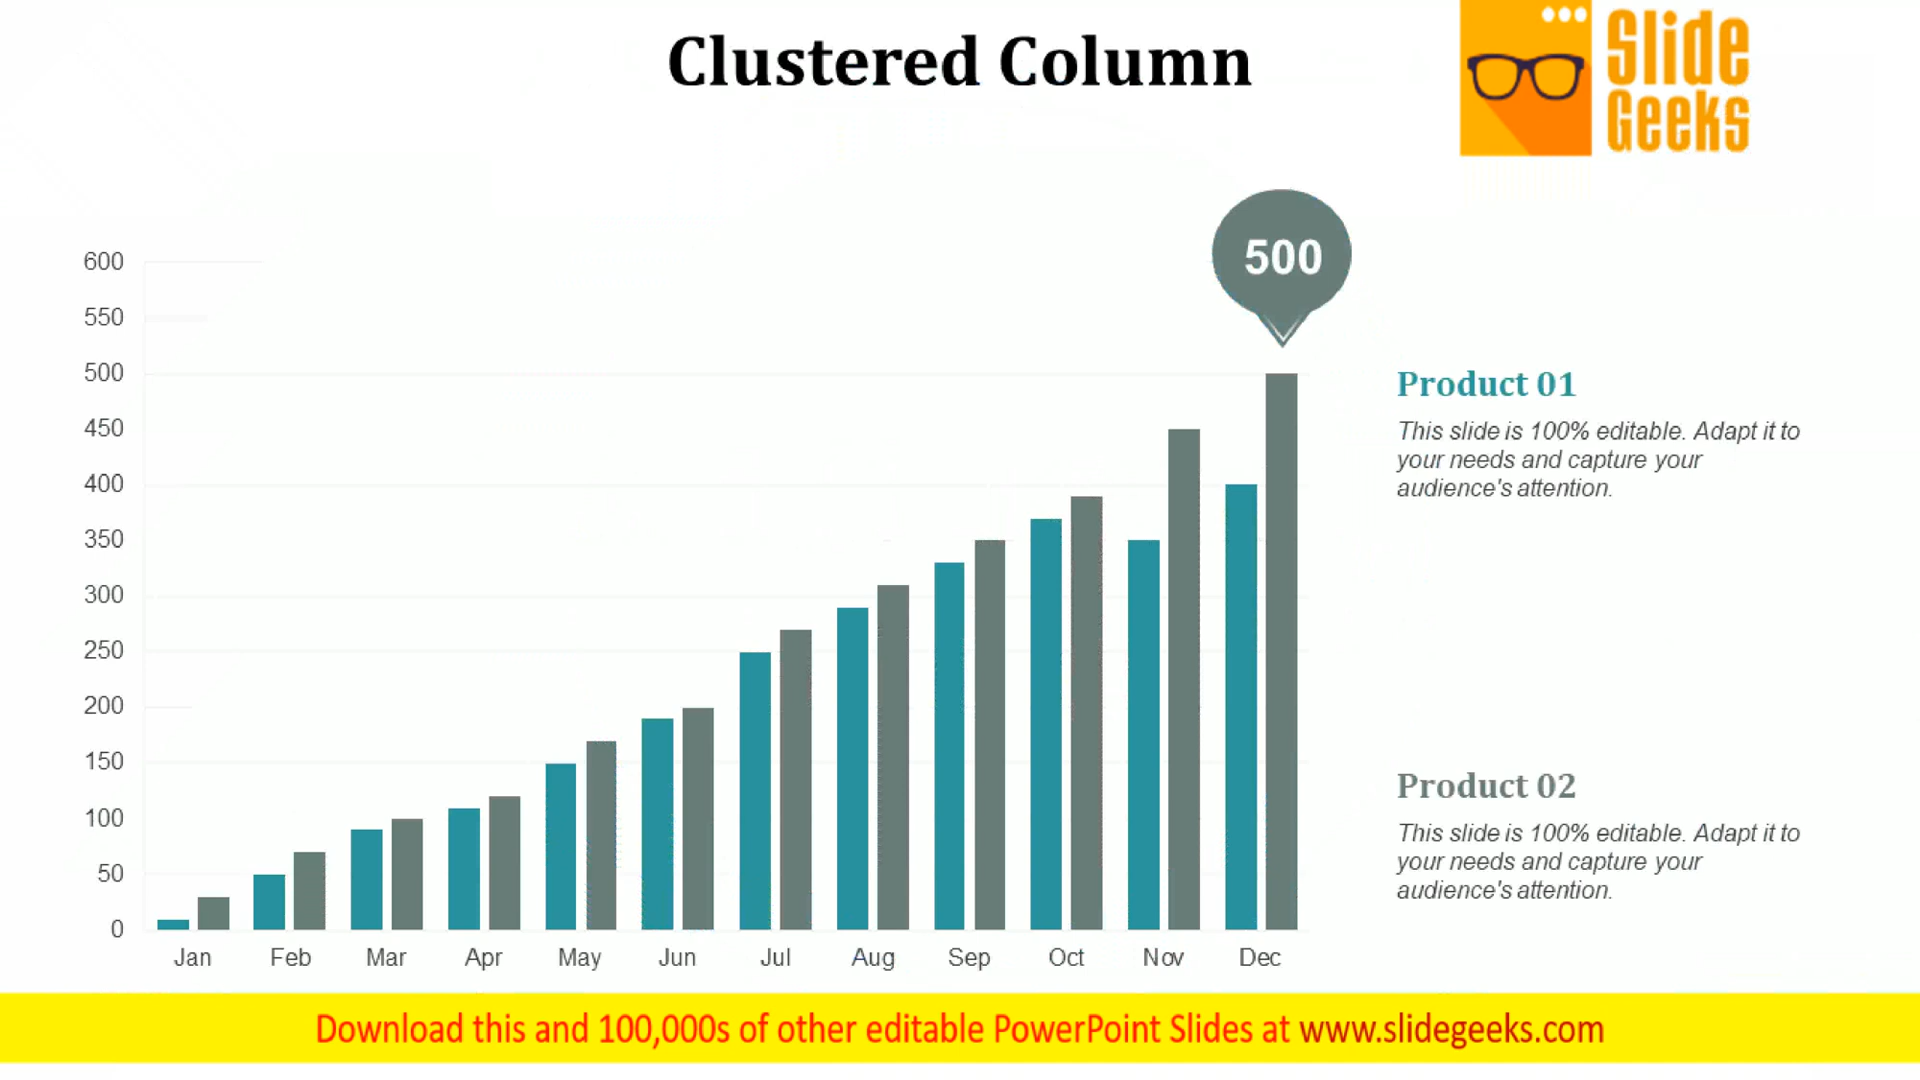 Clustered Column
Slide
Geeks
500
600
550
500
450
400
350
300
250
200
150
100
50
0
Jan Feb Mar Apr May Jun Jul Aug Sep Oct Nov Dec
Product 01
This slide is 100% editable. Adapt it to
your needs and capture your
audience's attention.
Product 02
This slide is 100% editable. Adapt it to
your needs and capture your
audience's attention.
Download this and 100,000s of other editable PowerPoint Slides at www.slidegeeks.com